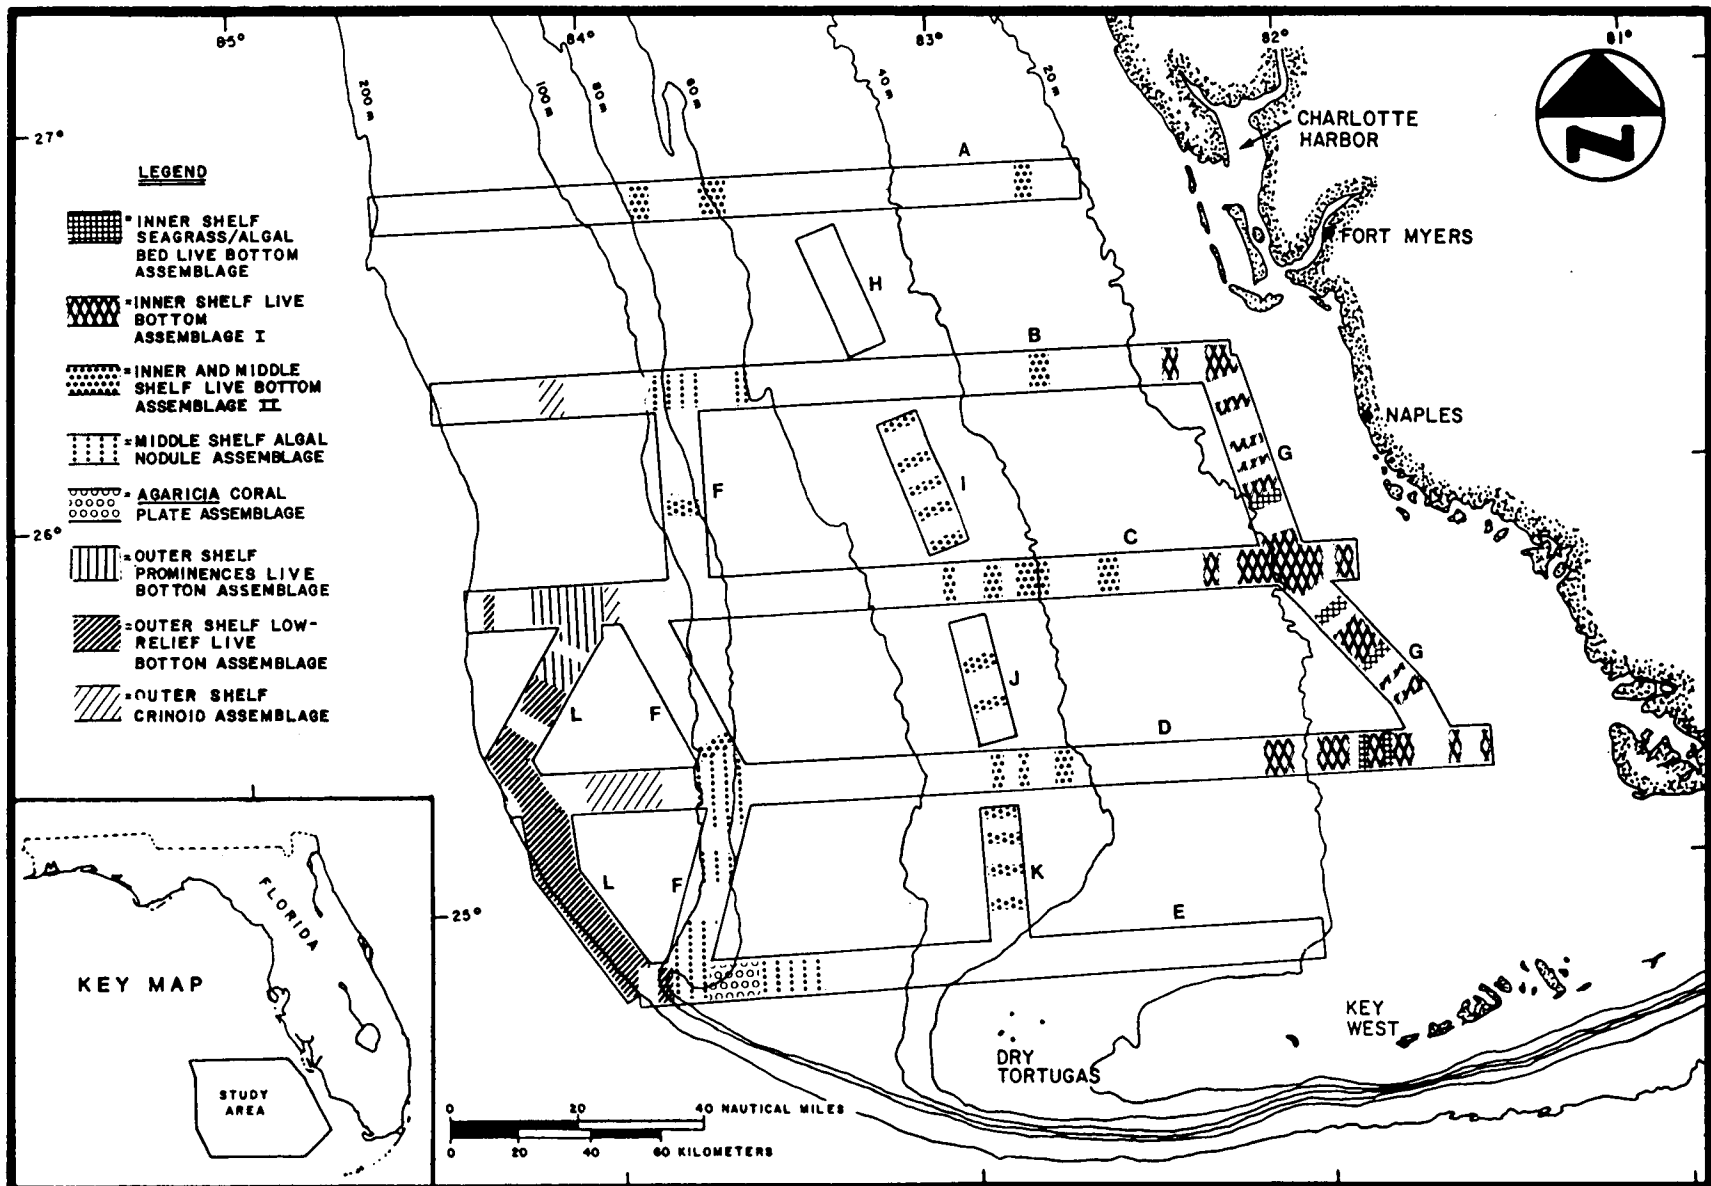 85°
84°
83°
82°
81°
200 m
100 m
80 m
60 m
40 m
20 m
27°
26°
25°
CHARLOTTE
HARBOR
N
FORT MYERS
NAPLES
LEGEND
= INNER SHELF
SEAGRASS/ALGAL
BED LIVE BOTTOM
ASSEMBLAGE
= INNER SHELF LIVE
BOTTOM
ASSEMBLAGE I
= INNER AND MIDDLE
SHELF LIVE BOTTOM
ASSEMBLAGE II
= MIDDLE SHELF ALGAL
NODULE ASSEMBLAGE
= AGARICIA CORAL
PLATE ASSEMBLAGE
= OUTER SHELF
PROMINENCES LIVE
BOTTOM ASSEMBLAGE
= OUTER SHELF LOW-
RELIEF LIVE
BOTTOM ASSEMBLAGE
= OUTER SHELF
CRINOID ASSEMBLAGE
A
H
B
G
F
I
C
G
L
F
J
D
L
F
K
E
KEY
WEST
DRY
TORTUGAS
FLORIDA
KEY MAP
STUDY
AREA
0 20 40 NAUTICAL MILES
0 20 40 60 KILOMETERS